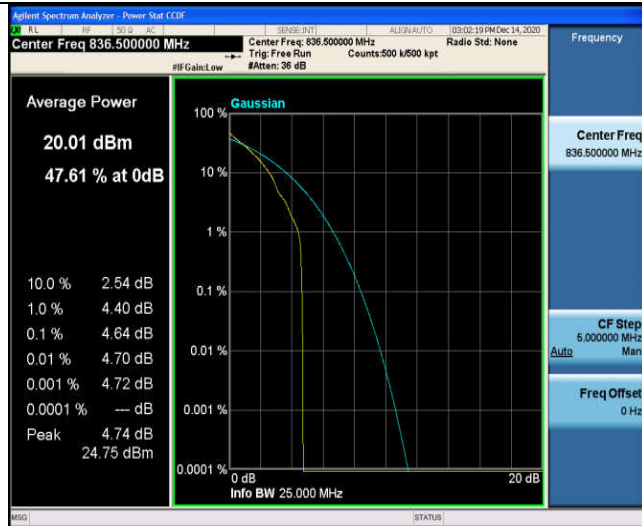 Agilent Spectrum Analyzer - Power Stat CCDF
RL RF 50 Ω AC SENSE:INT ALIGN AUTO 03:02:19 PM Dec 14, 2020
Center Freq 836.500000 MHz
Center Freq: 836.500000 MHz Radio Std: None
Trig: Free Run Counts:500 k/500 kpt
#IFGain:Low #Atten: 36 dB
Frequency
Average Power
20.01 dBm
47.61 % at 0dB
10.0 % 2.54 dB
1.0 % 4.40 dB
0.1 % 4.64 dB
0.01 % 4.70 dB
0.001 % 4.72 dB
0.0001 % --- dB
Peak 4.74 dB
24.75 dBm
Gaussian
100 %
10 %
1 %
0.1 %
0.01 %
0.001 %
0.0001 %
0 dB 20 dB
Info BW 25.000 MHz
Center Freq
836.500000 MHz
CF Step
5.000000 MHz
Auto Man
Freq Offset
0 Hz
MSG STATUS